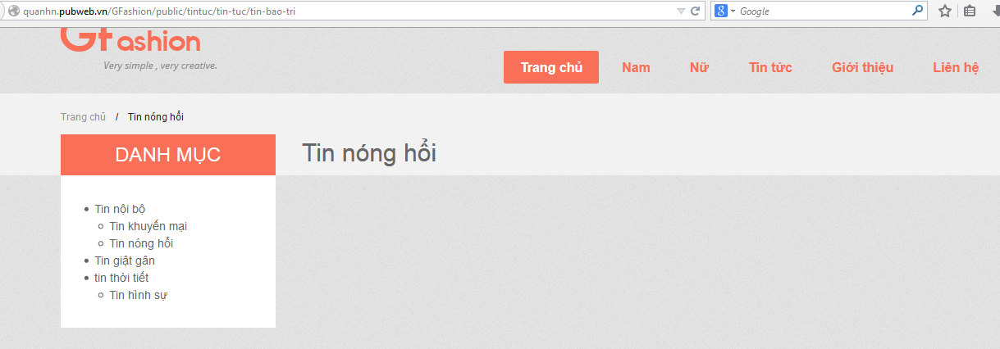 quanhn.pubweb.vn/GFashion/public/tintuc/tin-tuc/tin-bao-tri
Google
GFashion
Very simple , very creative.
Trang chủ Nam Nữ Tin tức Giới thiệu Liên hệ
Trang chủ / Tin nóng hổi
DANH MỤC
Tin nóng hổi
Tin nội bộ
Tin khuyến mại
Tin nóng hổi
Tin giật gân
tin thời tiết
Tin hình sự